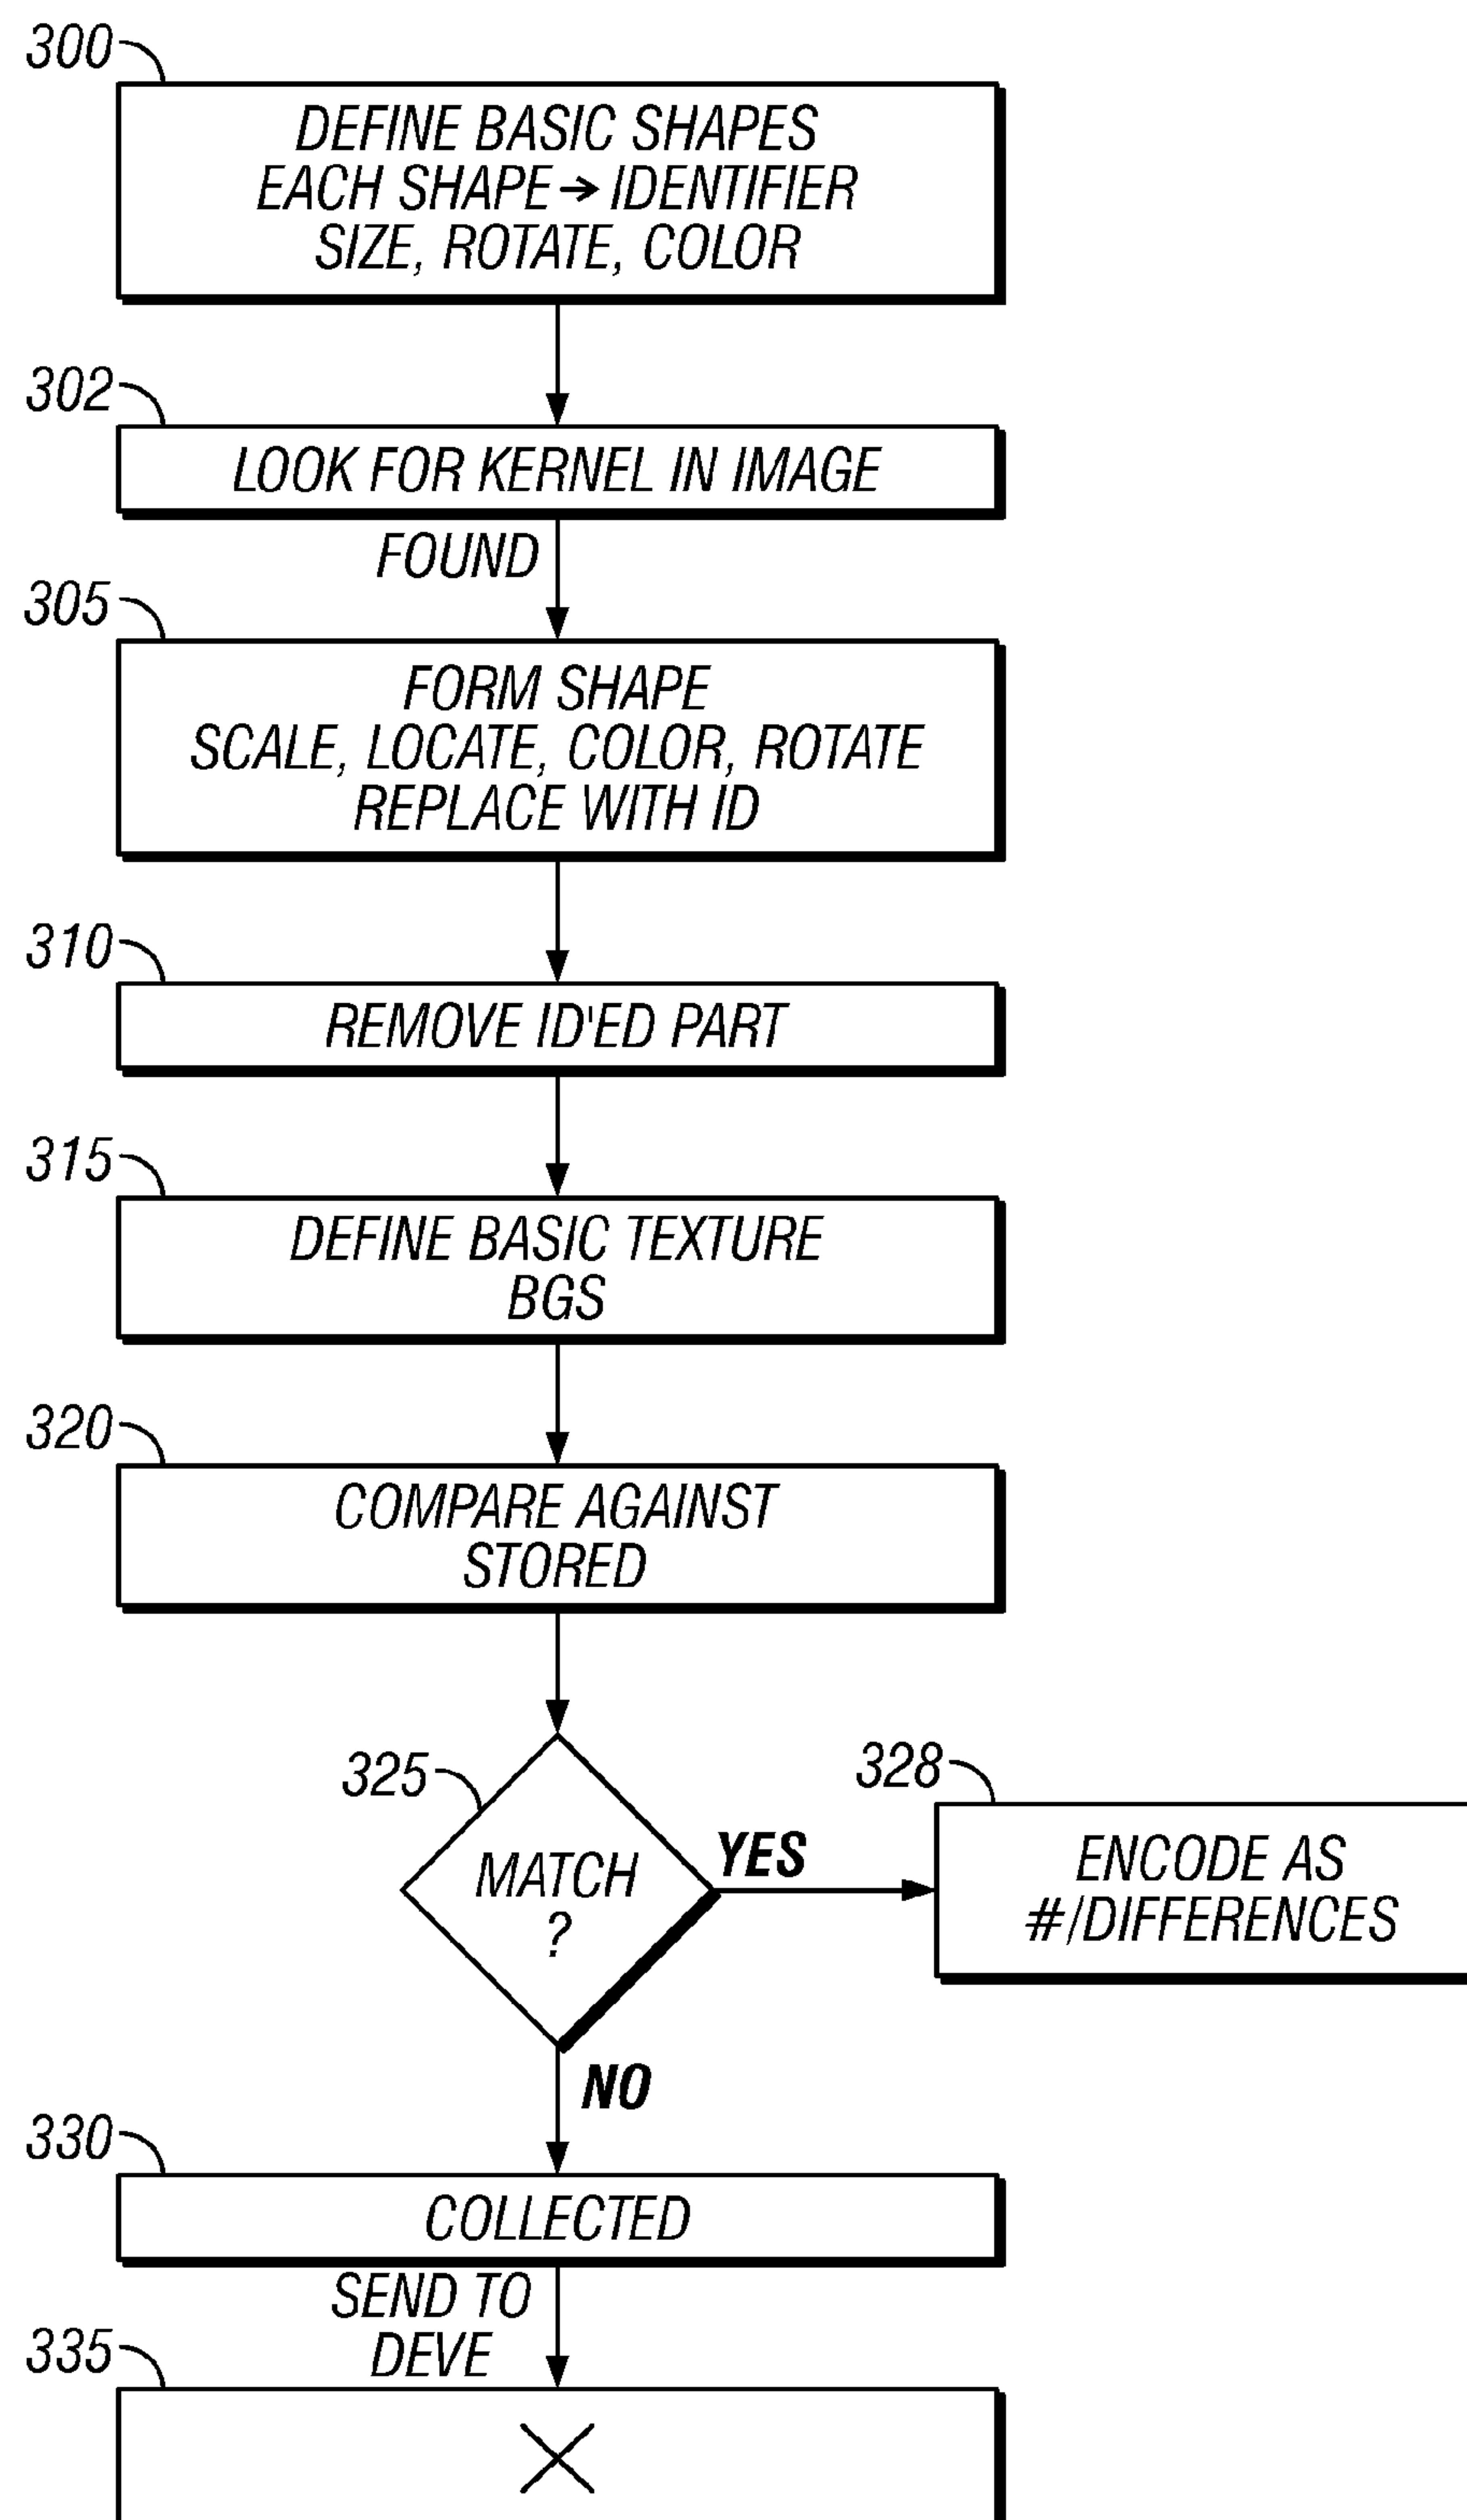 300
DEFINE BASIC SHAPES
EACH SHAPE → IDENTIFIER
SIZE, ROTATE, COLOR
302
LOOK FOR KERNEL IN IMAGE
FOUND
305
FORM SHAPE
SCALE, LOCATE, COLOR, ROTATE
REPLACE WITH ID
310
REMOVE ID'ED PART
315
DEFINE BASIC TEXTURE
BGS
320
COMPARE AGAINST
STORED
325
MATCH
?
YES
328
ENCODE AS
#/DIFFERENCES
NO
330
COLLECTED
SEND TO
DEVE
335
X